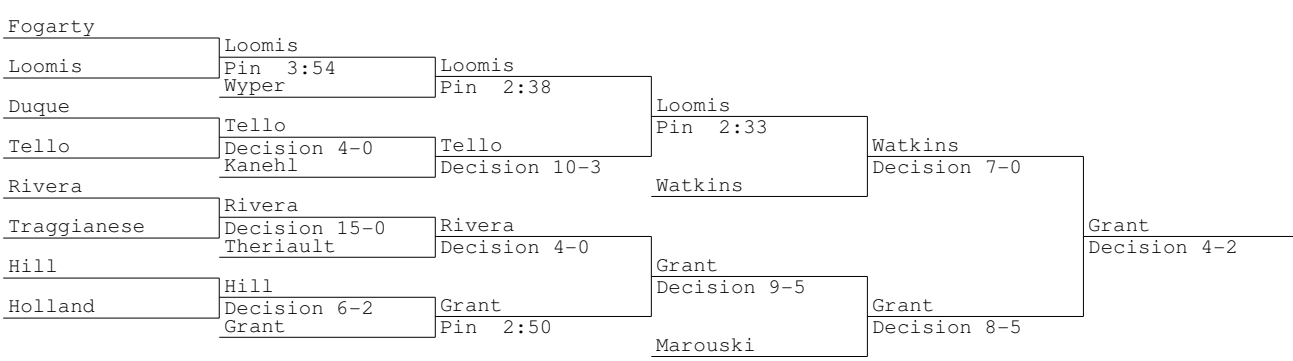 Fogarty
Loomis
Loomis
Pin 3:54
Wyper
Loomis
Pin 2:38
Duque
Tello
Tello
Decision 4-0
Kanehl
Tello
Decision 10-3
Loomis
Pin 2:33
Watkins
Watkins
Decision 7-0
Rivera
Traggianese
Rivera
Decision 15-0
Theriault
Rivera
Decision 4-0
Hill
Holland
Hill
Decision 6-2
Grant
Grant
Pin 2:50
Grant
Decision 9-5
Marouski
Grant
Decision 8-5
Grant
Decision 4-2